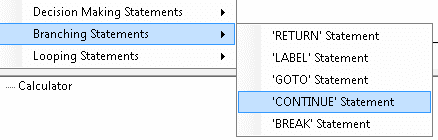 Decision Making Statements
Branching Statements
Looping Statements
Calculator
'RETURN' Statement
'LABEL' Statement
'GOTO' Statement
'CONTINUE' Statement
'BREAK' Statement